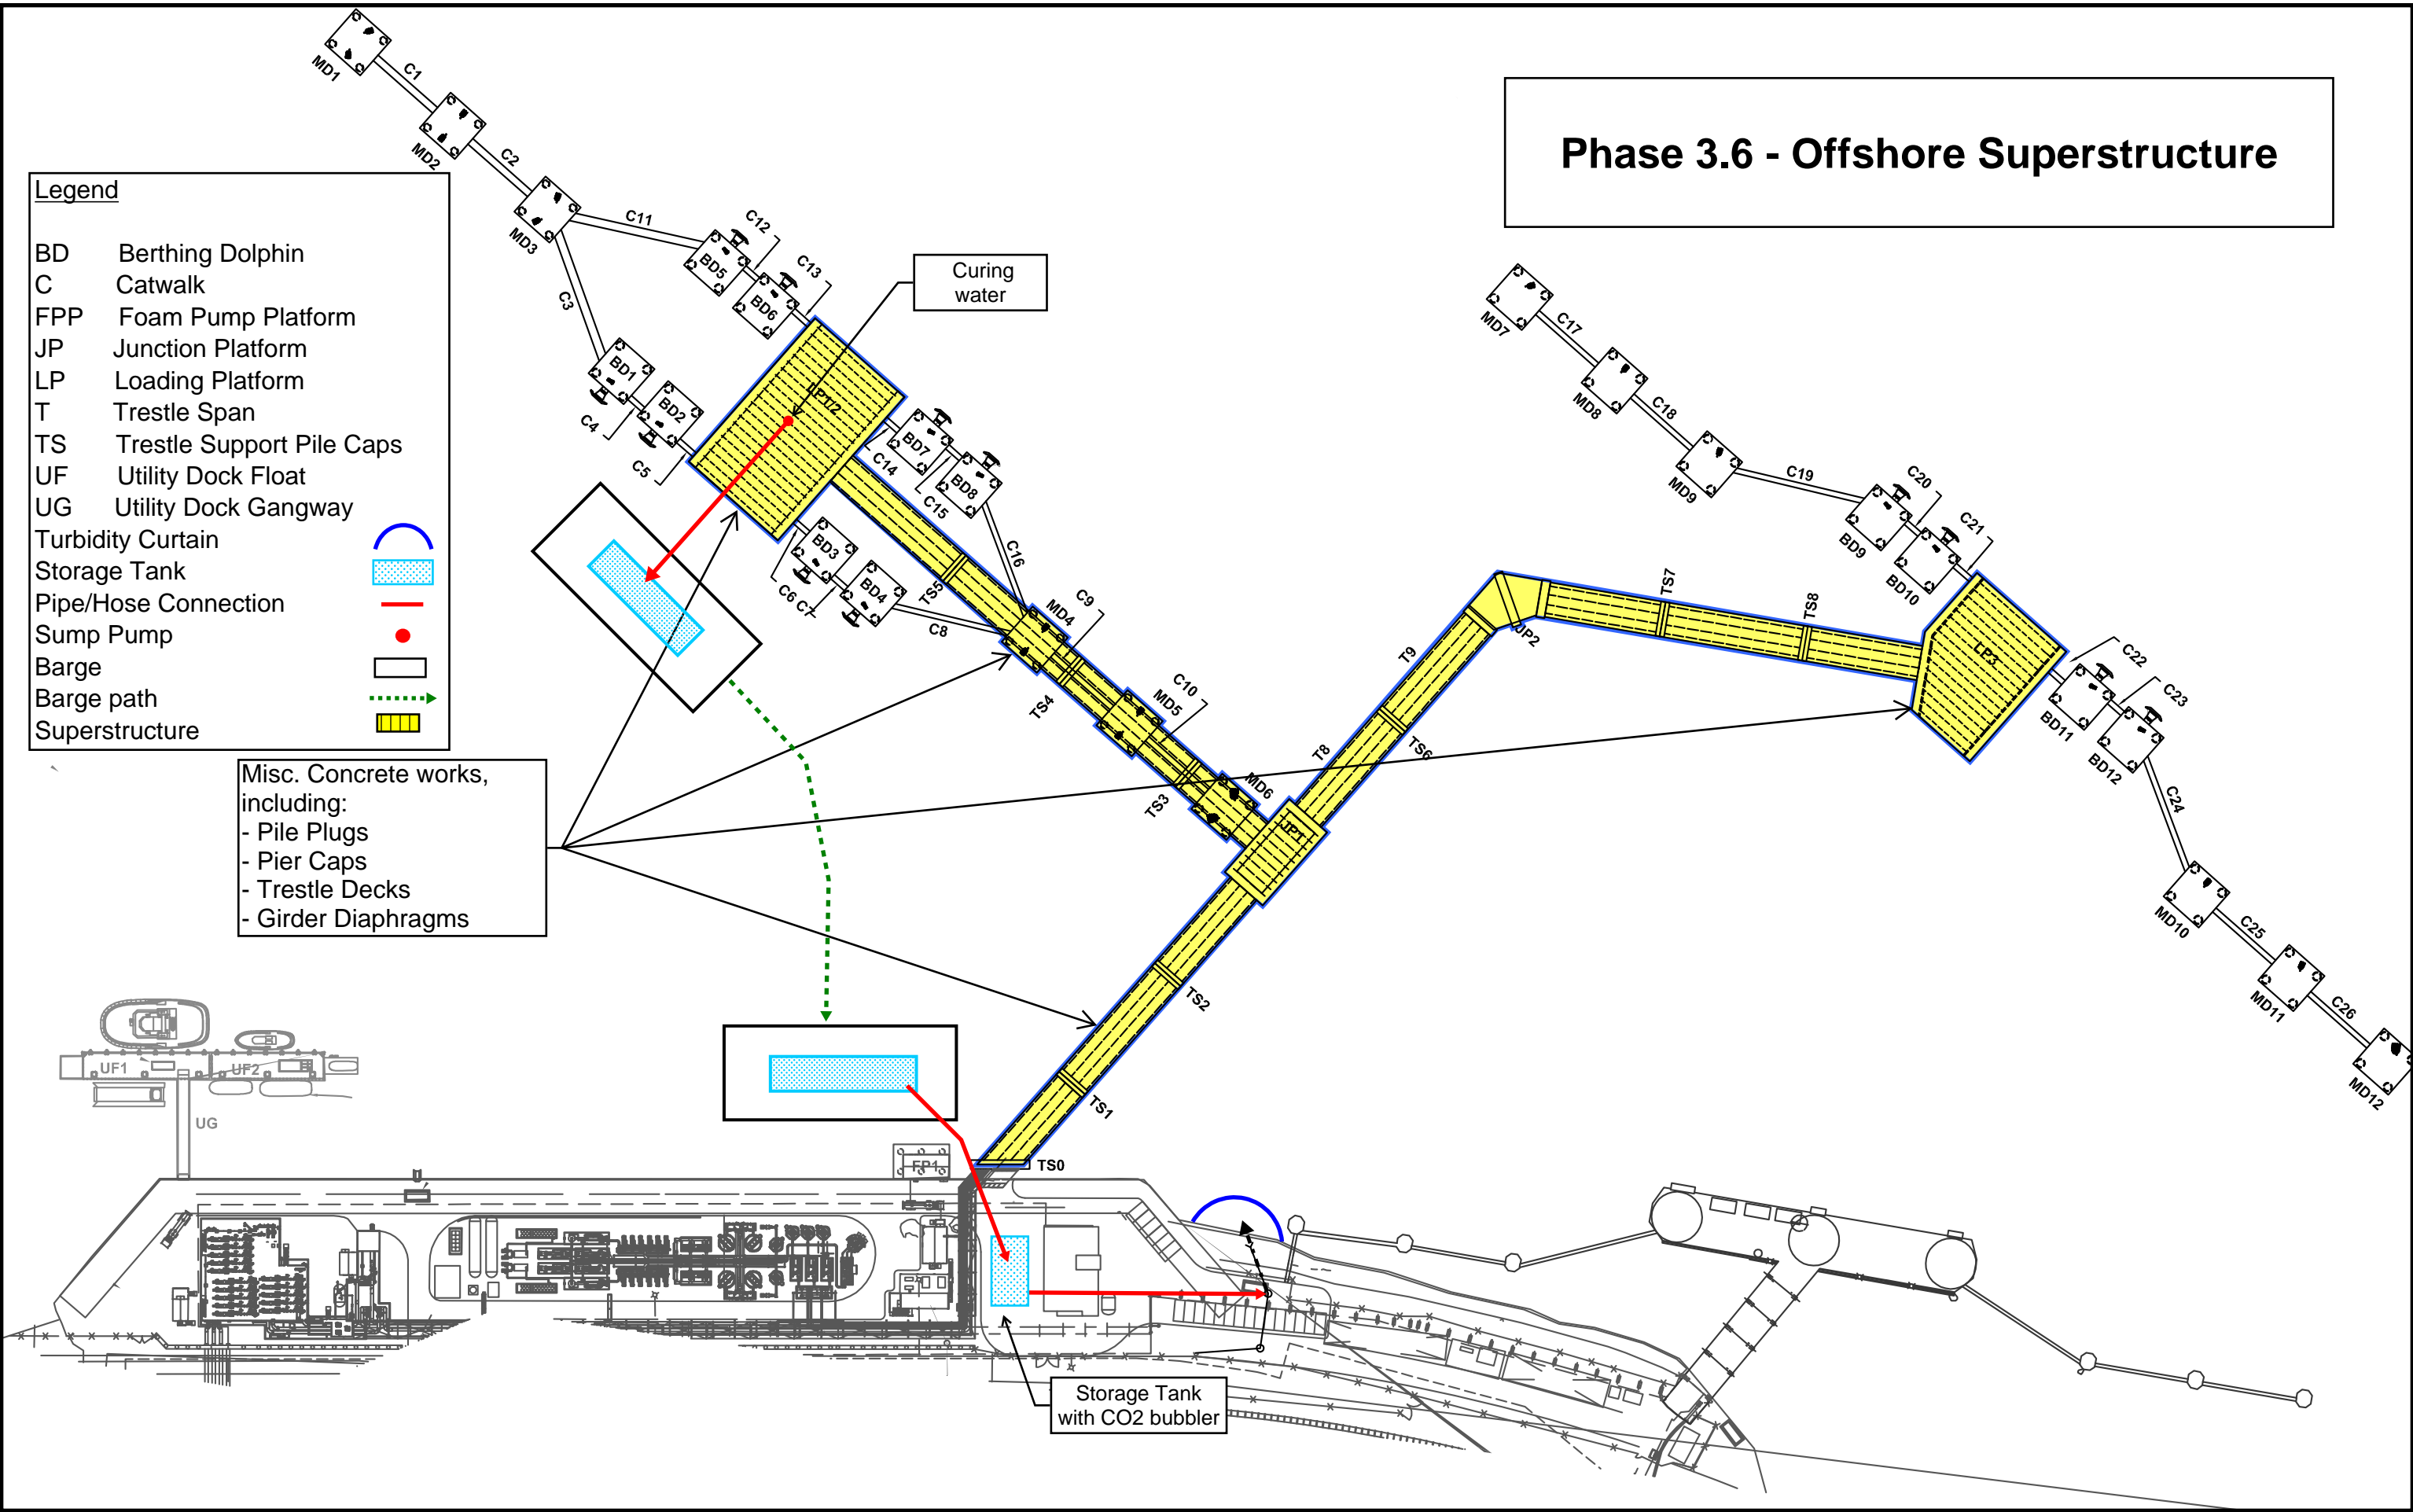 Phase 3.6 - Offshore Superstructure
Legend
BD Berthing Dolphin
C Catwalk
FPP Foam Pump Platform
JP Junction Platform
LP Loading Platform
T Trestle Span
TS Trestle Support Pile Caps
UF Utility Dock Float
UG Utility Dock Gangway
Turbidity Curtain
Storage Tank
Pipe/Hose Connection
Sump Pump
Barge
Barge path
Superstructure
Curing
water
Misc. Concrete works,
including:
- Pile Plugs
- Pier Caps
- Trestle Decks
- Girder Diaphragms
Storage Tank
with CO2 bubbler
MD1
C1
MD2
C2
MD3
C11
C3
C12
BD5
C13
BD6
BD1
C4
BD2
C5
LP1/2
C14
BD7
C15
BD8
C16
BD3
C6
C7
BD4
C8
TS5
MD4
C9
TS4
C10
MD5
TS3
MD6
JP1
T8
TS6
T9
JP2
TS7
TS8
LP3
MD7
C17
MD8
C18
MD9
C19
BD9
C20
BD10
C21
C22
BD11
C23
BD12
C24
MD10
C25
MD11
C26
MD12
TS2
TS1
TS0
UF1
UF2
UG
FP1